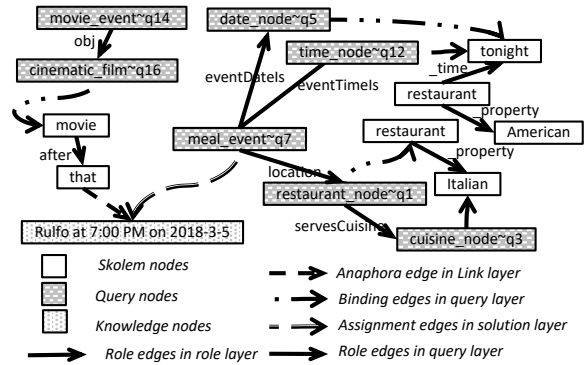 movie_event~q14
date_node~q5
obj
time_node~q12
tonight
cinematic_film~q16
eventDateIs
eventTimeIs
_time
restaurant
_property
movie
restaurant
American
after
meal_event~q7
_property
that
location
Italian
restaurant_node~q1
servesCuisine
Rulfo at 7:00 PM on 2018-3-5
cuisine_node~q3
Skolem nodes
Anaphora edge in Link layer
Query nodes
Binding edges in query layer
Knowledge nodes
Assignment edges in solution layer
Role edges in role layer
Role edges in query layer